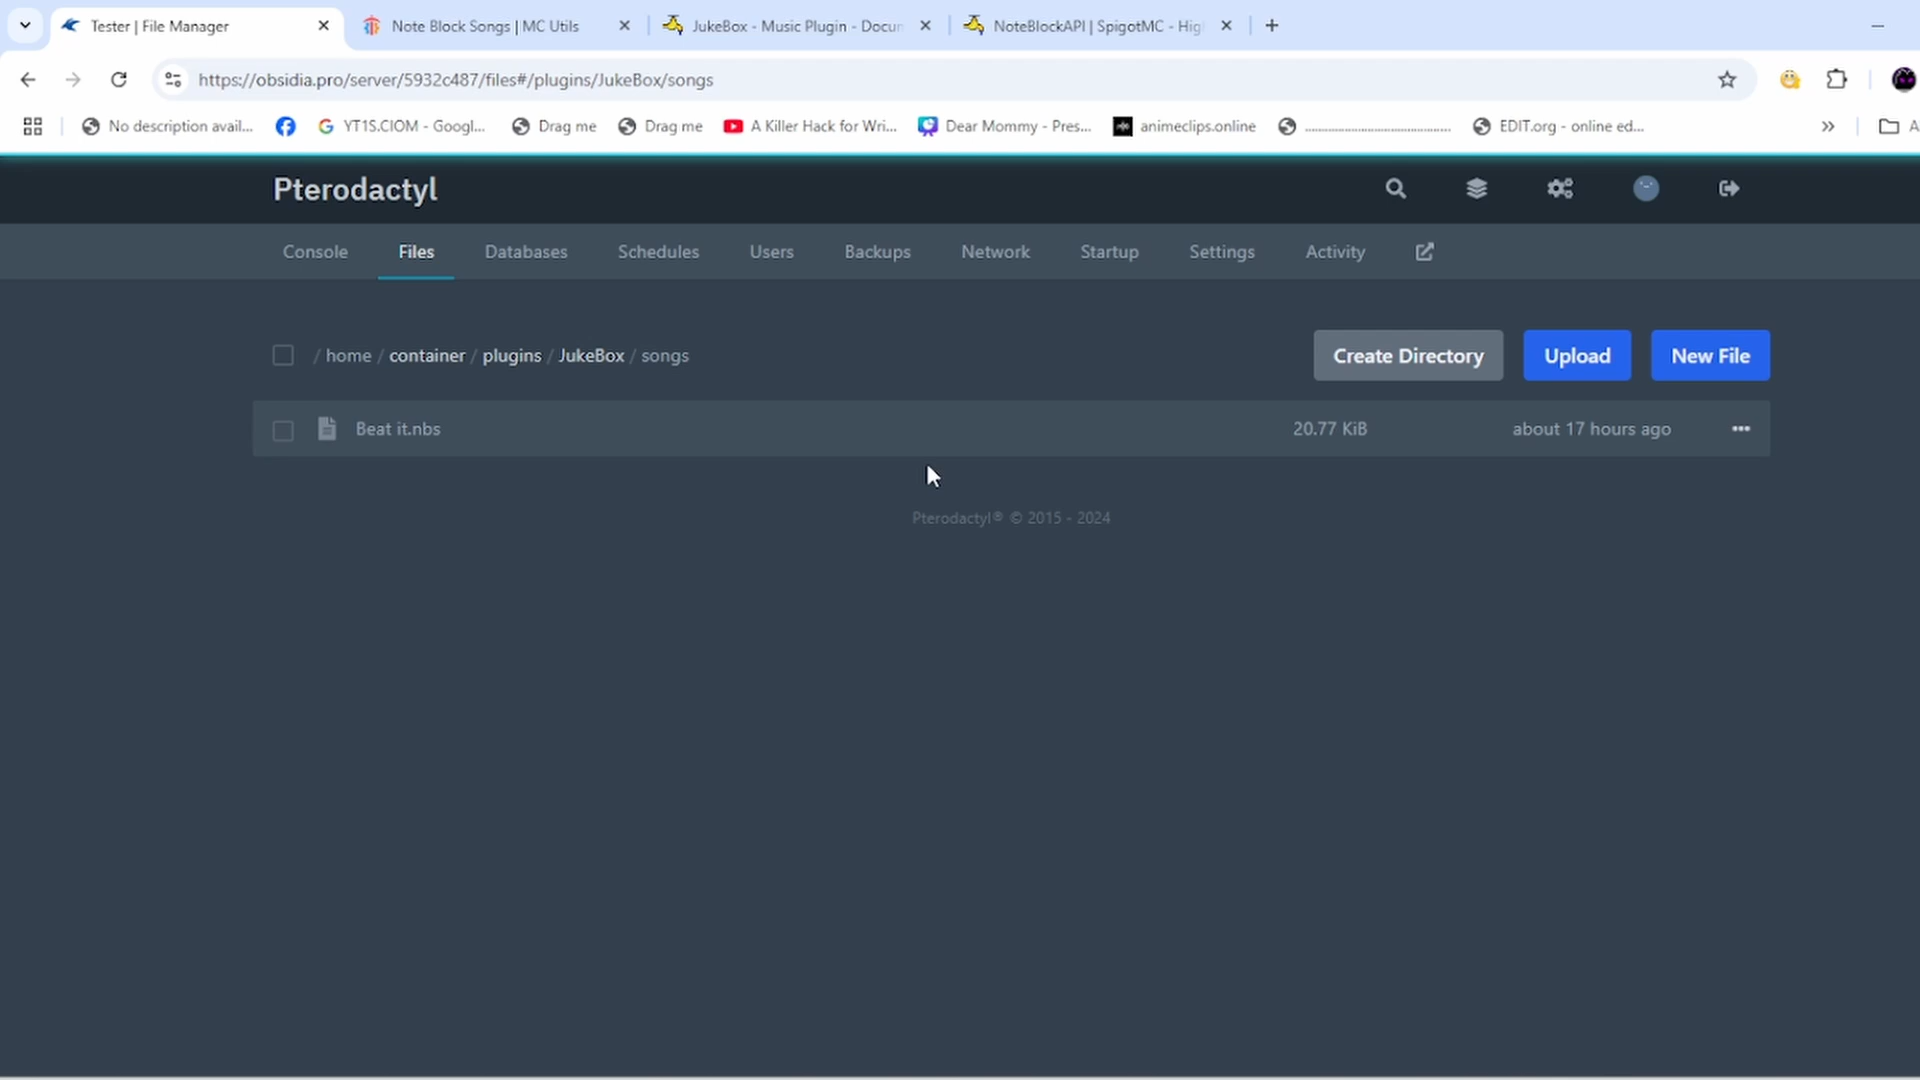 Tester | File Manager
Note Block Songs | MC Utils
JukeBox - Music Plugin - Docun
NoteBlockAPI | SpigotMC - Hig
https://obsidia.pro/server/5932c487/files#/plugins/JukeBox/songs
No description avail...
YT1S.CIOM - Googl...
Drag me
Drag me
A Killer Hack for Wri...
Dear Mommy - Pres...
animeclips.online
............................................
EDIT.org - online ed...
A
Pterodactyl
Console
Files
Databases
Schedules
Users
Backups
Network
Startup
Settings
Activity
/ home / container / plugins / JukeBox / songs
Create Directory
Upload
New File
Beat it.nbs
20.77 KiB
about 17 hours ago
Pterodactyl® © 2015 - 2024